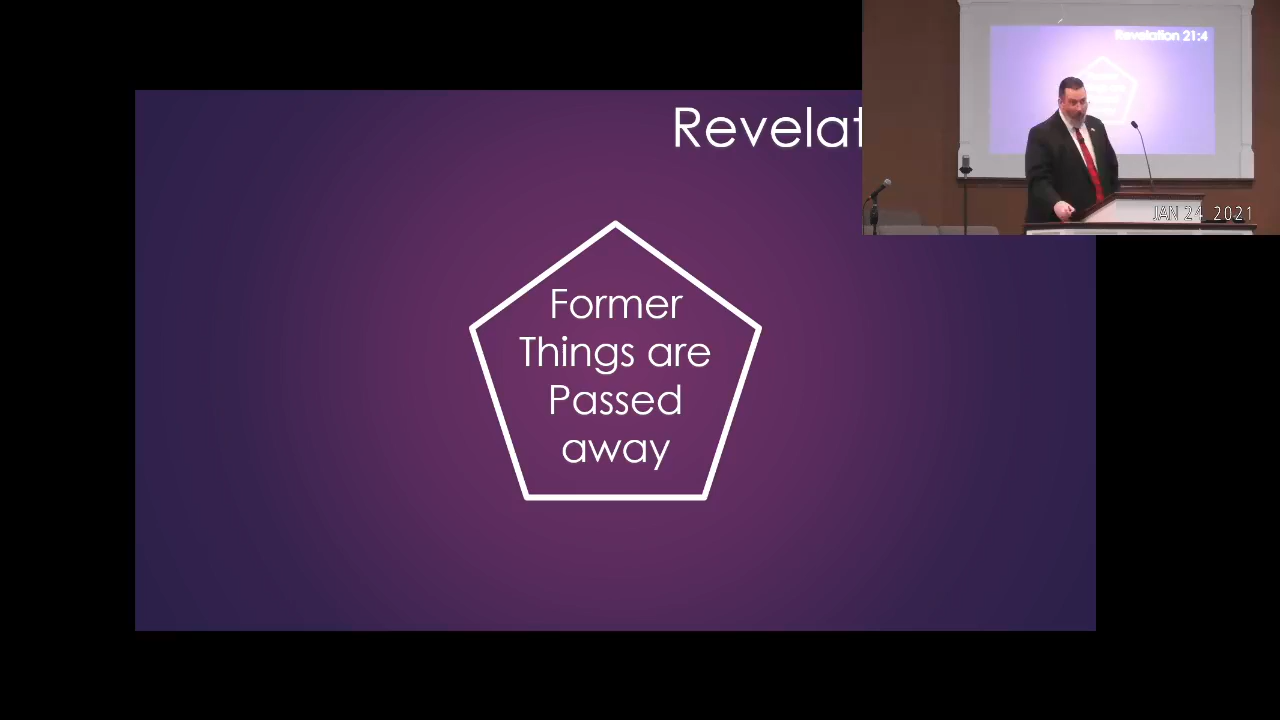 Revelat
Revelation 21:4
Former
Things are
Passed
away
JAN 24, 2021